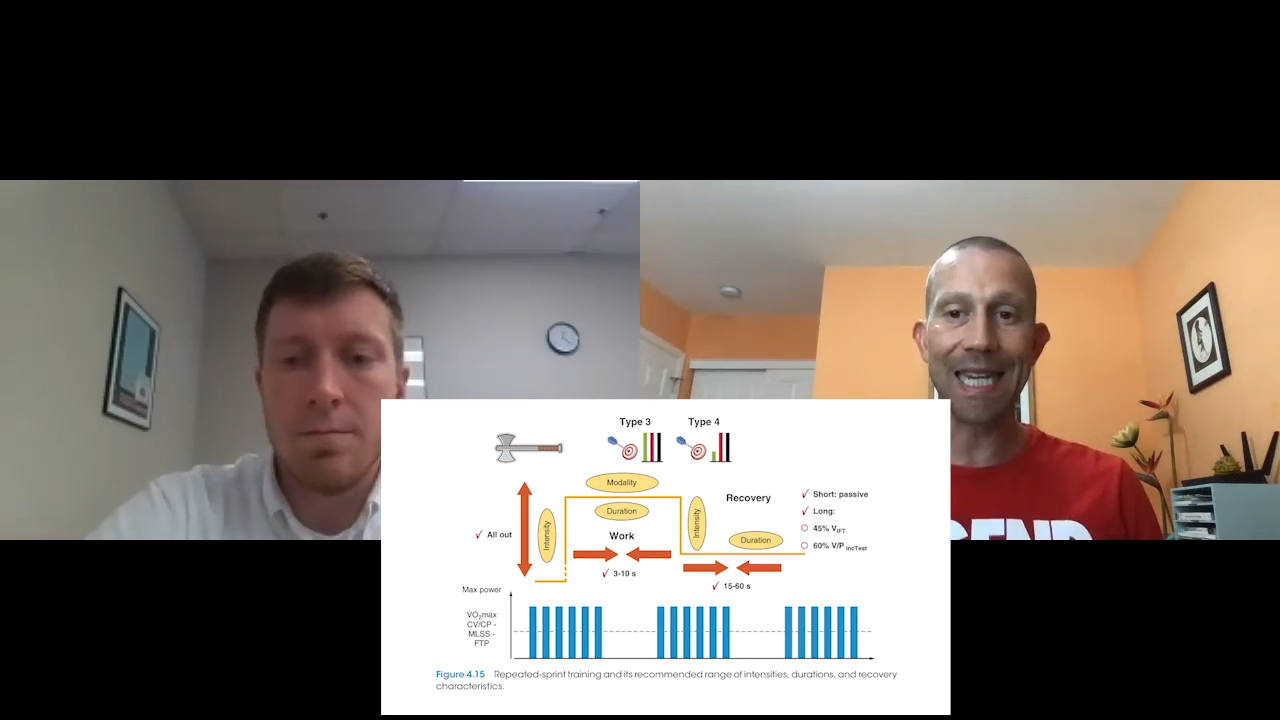 Type 3 Type 4
Modality
Duration
Intensity
Work
All out
3-10 s
Recovery
Intensity
Duration
15-60 s
Short: passive
Long:
45% VIFT
60% V/P IncTest
Max power
V̇O2max
CV/CP -
MLSS -
FTP
Figure 4.15 Repeated-sprint training and its recommended range of intensities, durations, and recovery
characteristics.